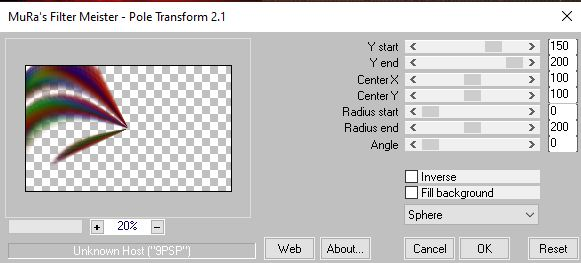 MuRa's Filter Meister - Pole Transform 2.1
Y start 150
Y end 200
Center X 100
Center Y 100
Radius start 0
Radius end 200
Angle 0
Inverse
Fill background
Sphere
+ 20% −
Unknown Host ("9PSP")
Web About... Cancel OK Reset